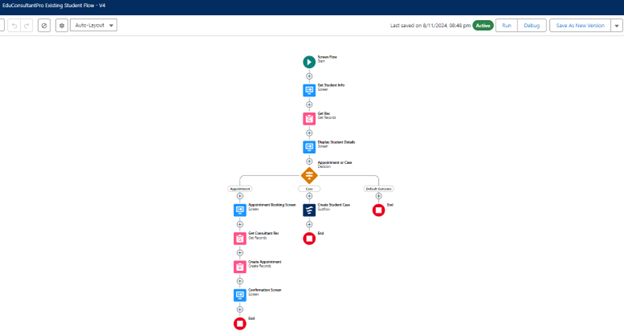 EduConsultantPro Existing Student Flow - V4
Auto-Layout
Last saved on 8/11/2024, 08:48 pm
Active
Run
Debug
Save As New Version
Screen Flow
Start
Get Student Info
Screen
Get Rec
Get Records
Display Student Details
Screen
Appointment or Case
Decision
Appointment
Case
Default Outcome
Appointment Booking Screen
Screen
Create Student Case
Subflow
End
Get Consultant Rec
Get Records
End
Create Appointment
Create Records
Confirmation Screen
Screen
End